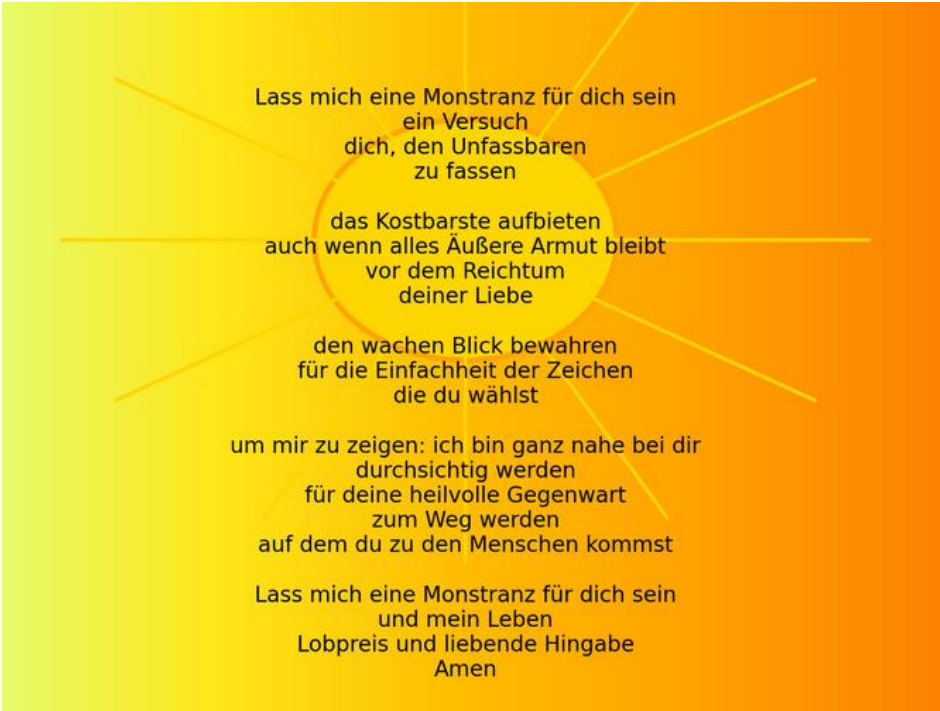 Lass mich eine Monstranz für dich sein
ein Versuch
dich, den Unfassbaren
zu fassen
das Kostbarste aufbieten
auch wenn alles Äußere Armut bleibt
vor dem Reichtum
deiner Liebe
den wachen Blick bewahren
für die Einfachheit der Zeichen
die du wählst
um mir zu zeigen: ich bin ganz nahe bei dir
durchsichtig werden
für deine heilvolle Gegenwart
zum Weg werden
auf dem du zu den Menschen kommst
Lass mich eine Monstranz für dich sein
und mein Leben
Lobpreis und liebende Hingabe
Amen